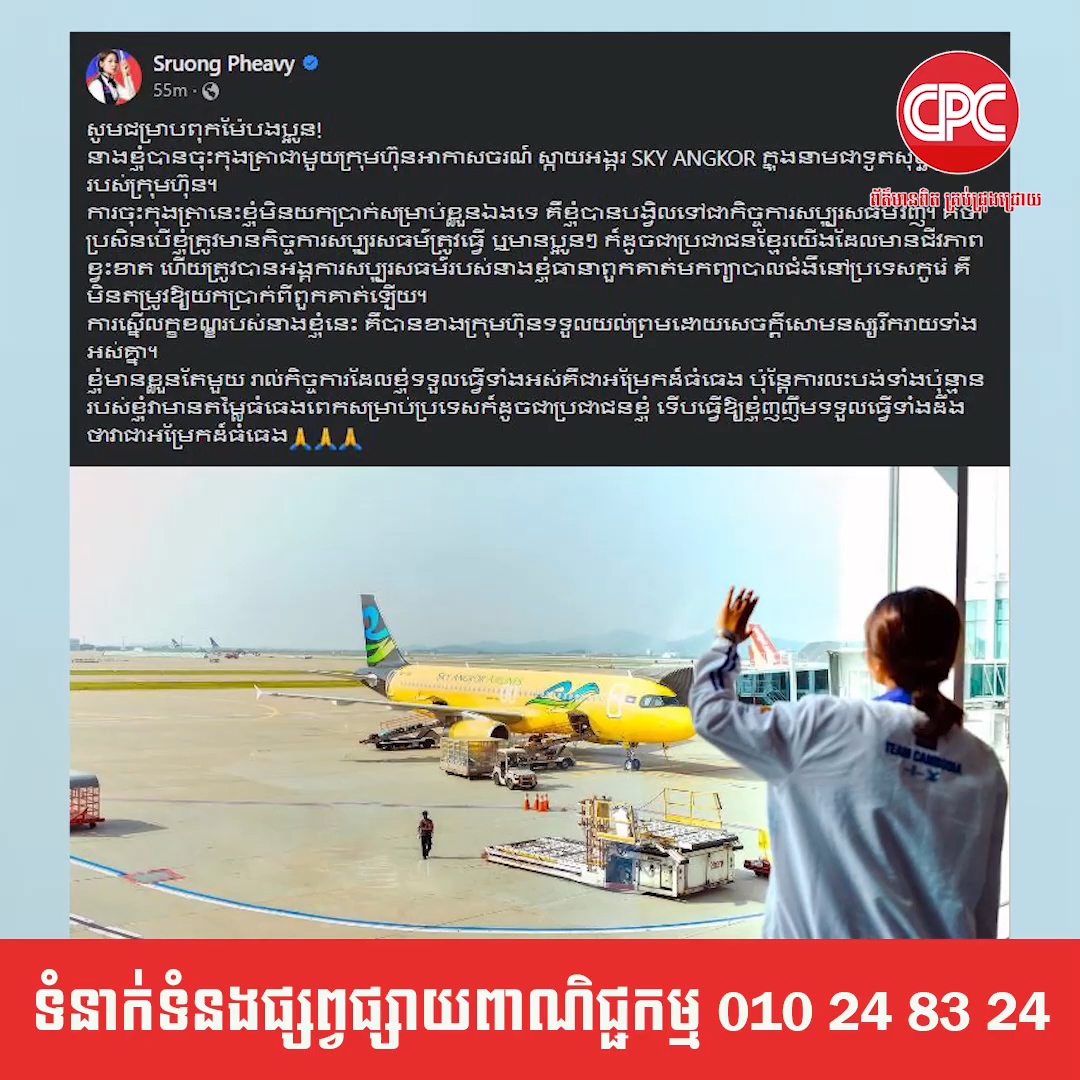 Sruong Pheavy
55m
CPC
ព័ត៌មានពិត គ្រប់ជ្រុងជ្រោយ
សូមជម្រាបពុកម៉ែបងប្អូន!
នាងខ្ញុំបានចុះកុងត្រាជាមួយក្រុមហ៊ុនអាកាសចរណ៍ ស្កាយអង្គរ SKY ANGKOR ក្នុងនាមជាទូត
របស់ក្រុមហ៊ុន។
ការចុះកុងត្រានេះខ្ញុំមិនយកប្រាក់សម្រាប់ខ្លួនឯងទេ គឺខ្ញុំបានបង្វិលទៅជាកិច្ចការសប្បុរសធម៌វិញ។
ប្រសិនបើខ្ញុំត្រូវមានកិច្ចការសប្បុរសធម៌ត្រូវធ្វើ ឬមានប្អូនៗ ក៏ដូចជាប្រជាជនខ្មែរយើងដែលមានជីវភាព
ខ្វះខាត ហើយត្រូវបានអង្គការសប្បុរសធម៌របស់នាងខ្ញុំធានាពួកគាត់មកព្យាបាលជំងឺនៅប្រទេសកូរ៉េ គឺ
មិនតម្រូវឱ្យយកប្រាក់ពីពួកគាត់ឡើយ។
ការស្នើលក្ខខណ្ឌរបស់នាងខ្ញុំនេះ គឺបានខាងក្រុមហ៊ុនទទួលយល់ព្រមដោយសេចក្ដីសោមនស្សរីករាយទាំង
អស់គ្នា។
ខ្ញុំមានខ្លួនតែមួយ រាល់កិច្ចការដែលខ្ញុំទទួលធ្វើទាំងអស់គឺជាអម្រែកដ៏ធំធេង ប៉ុន្តែការលះបង់ទាំងប៉ុន្មាន
របស់ខ្ញុំវាមានតម្លៃធំធេងពេកសម្រាប់ប្រទេសក៏ដូចជាប្រជាជនខ្ញុំ ទើបធ្វើឱ្យខ្ញុំញញឹមទទួលធ្វើទាំងដឹង
ថាវាជាអម្រែកដ៏ធំធេង🙏🙏🙏
SKY ANGKOR AIRLINES
TEAM CAMBODIA
ទំនាក់ទំនងផ្សព្វផ្សាយពាណិជ្ជកម្ម 010 24 83 24